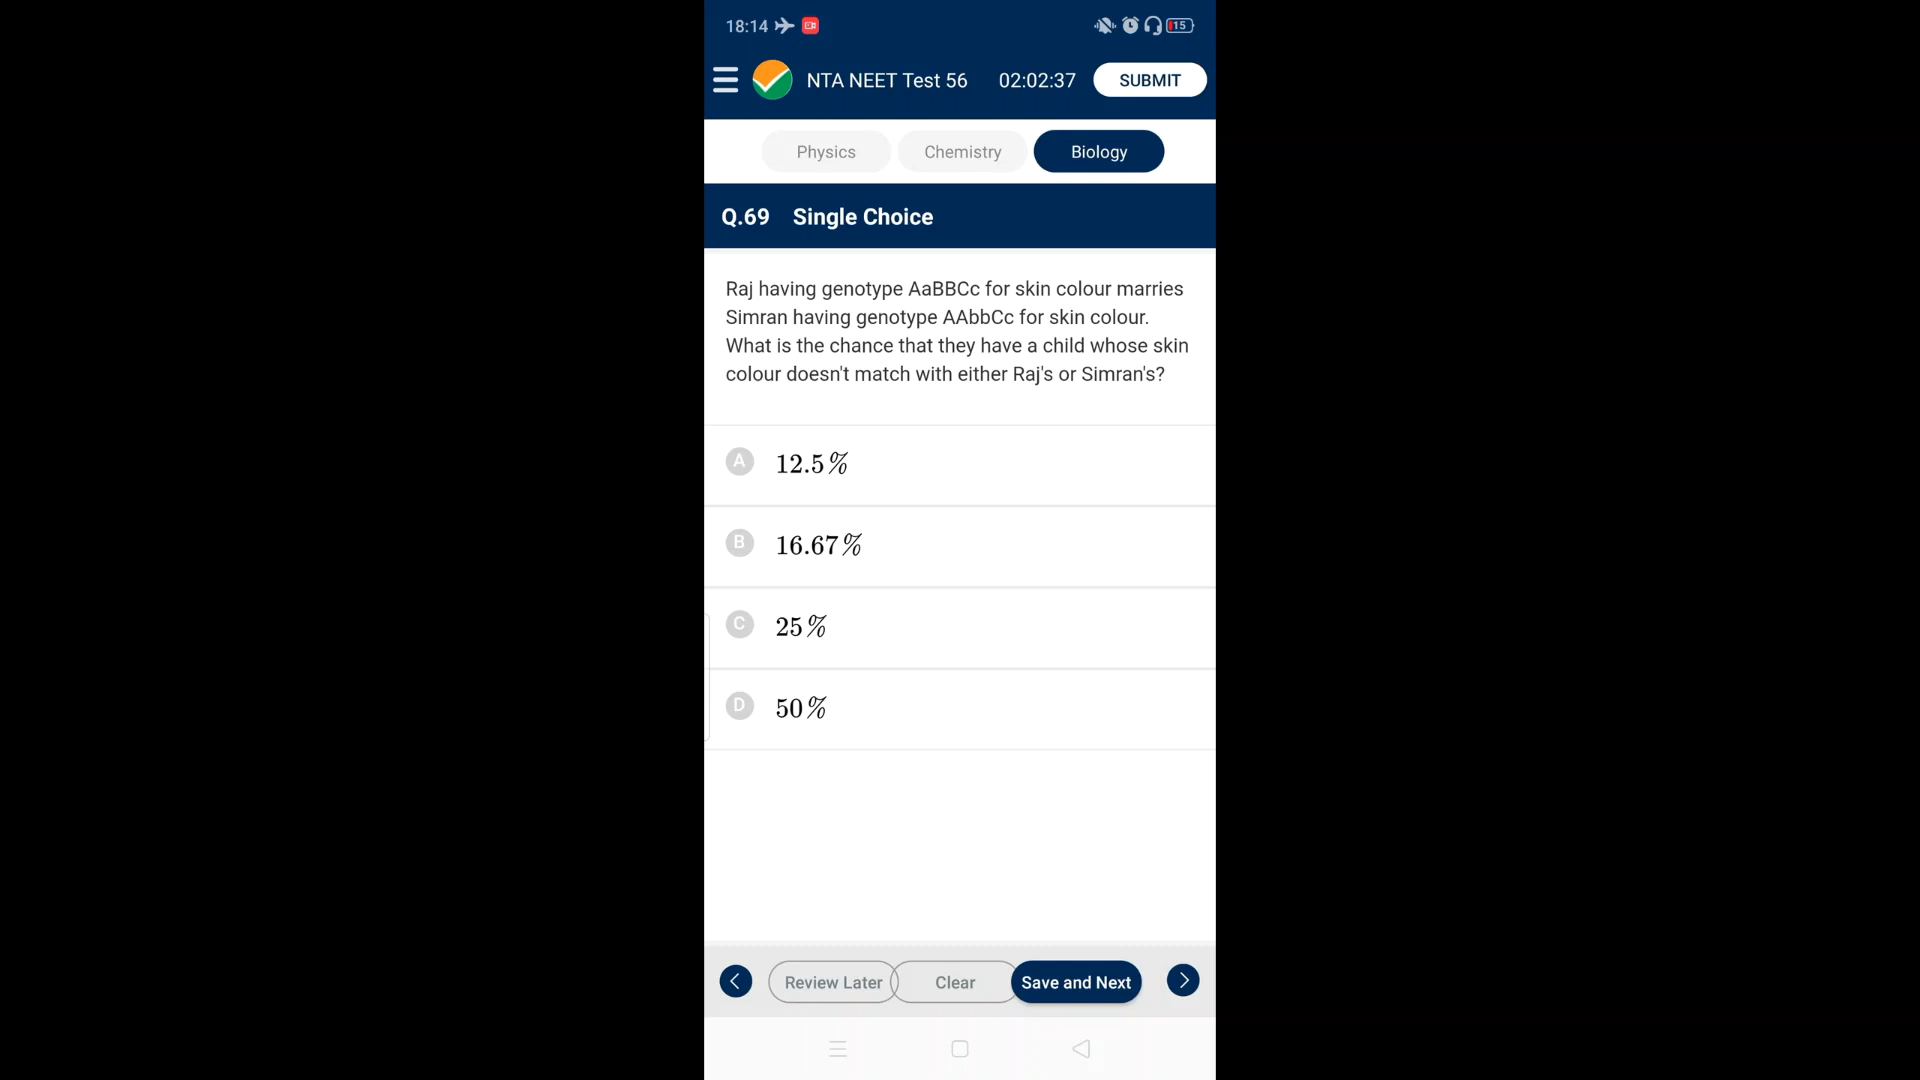 18:14
15
NTA NEET Test 56 02:02:37 SUBMIT
Physics Chemistry Biology
Q.69 Single Choice
Raj having genotype AaBBCc for skin colour marries
Simran having genotype AAbbCc for skin colour.
What is the chance that they have a child whose skin
colour doesn't match with either Raj's or Simran's?
A 12.5%
B 16.67%
C 25%
D 50%
Review Later Clear Save and Next